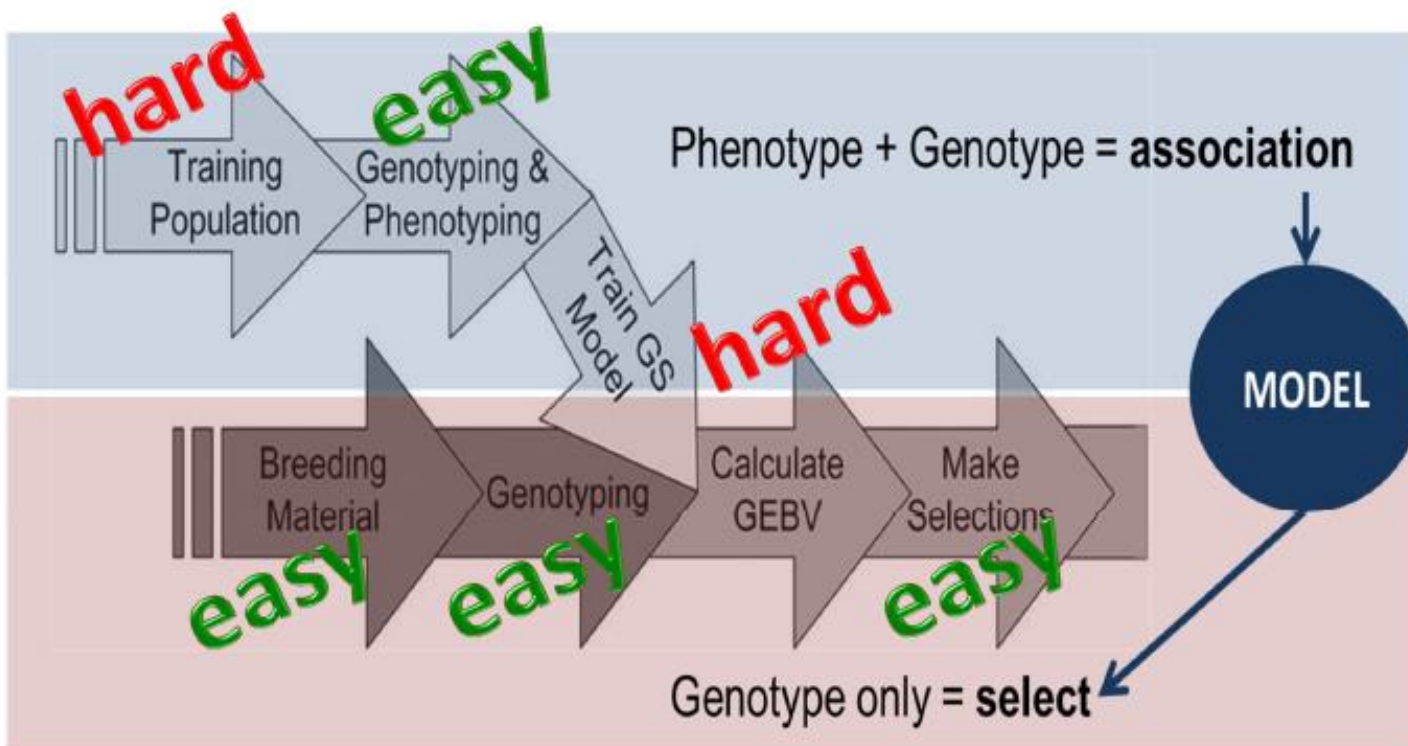 hard
easy
Training
Population
Genotyping &
Phenotyping
Phenotype + Genotype = association
Train GS
Model
hard
MODEL
Breeding
Material
Genotyping
Calculate
GEBV
Make
Selections
easy
easy
easy
Genotype only = select